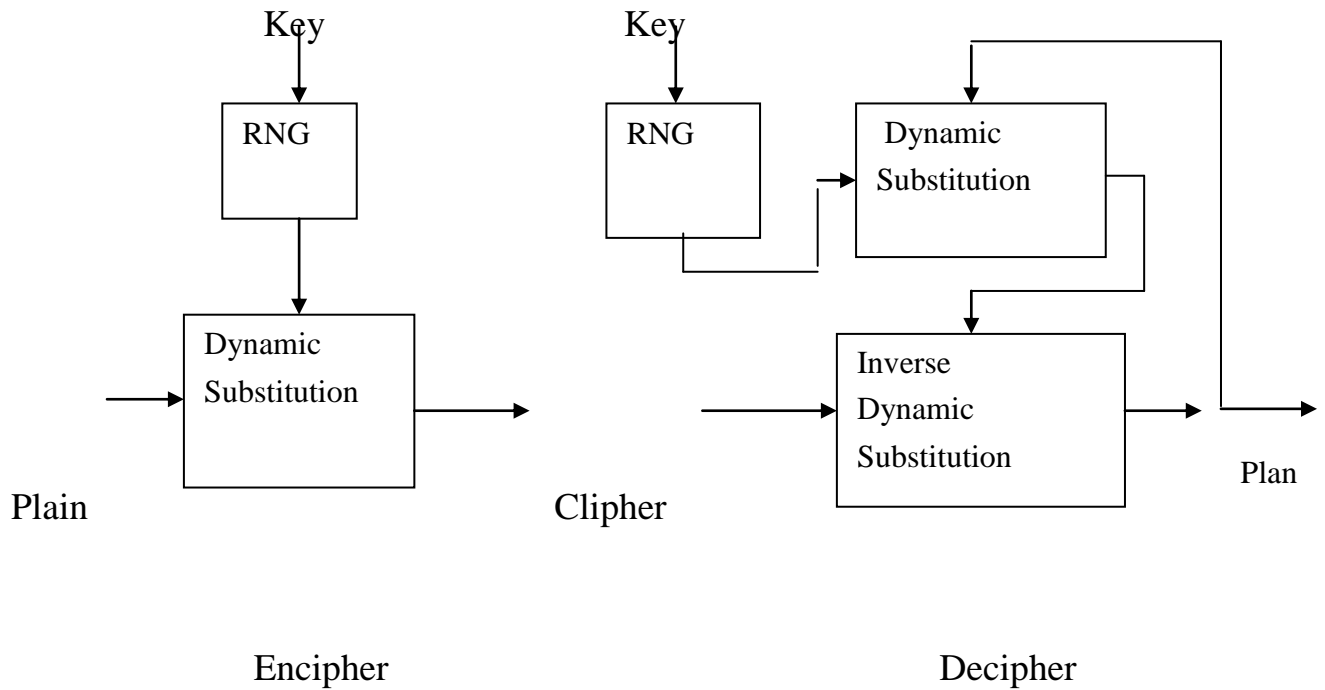 Key
RNG
Dynamic
Substitution
Plain
Encipher
Key
RNG
Dynamic
Substitution
Inverse
Dynamic
Substitution
Clipher
Plan
Decipher